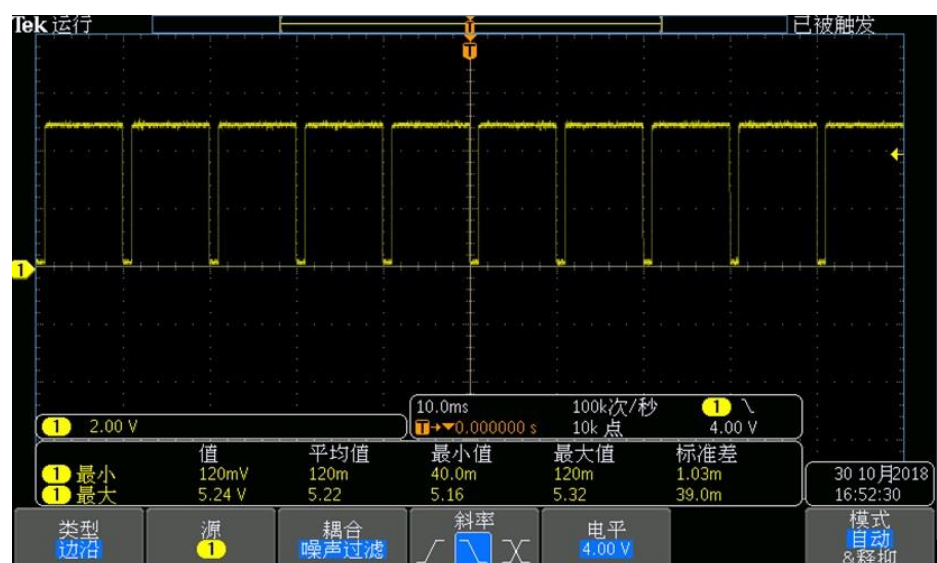 Tek 运行 T 已被触发
T
1
10.0ms 100k次/秒 1 \
1 2.00 V T→▼0.000000 s 10k 点 4.00 V
值 平均值 最小值 最大值 标准差
1 最小 120mV 120m 40.0m 120m 1.03m
1 最大 5.24 V 5.22 5.16 5.32 39.0m
30 10月2018
16:52:30
类型 源 耦合 斜率 电平 模式
边沿 1 噪声过滤 4.00 V 自动
&释抑